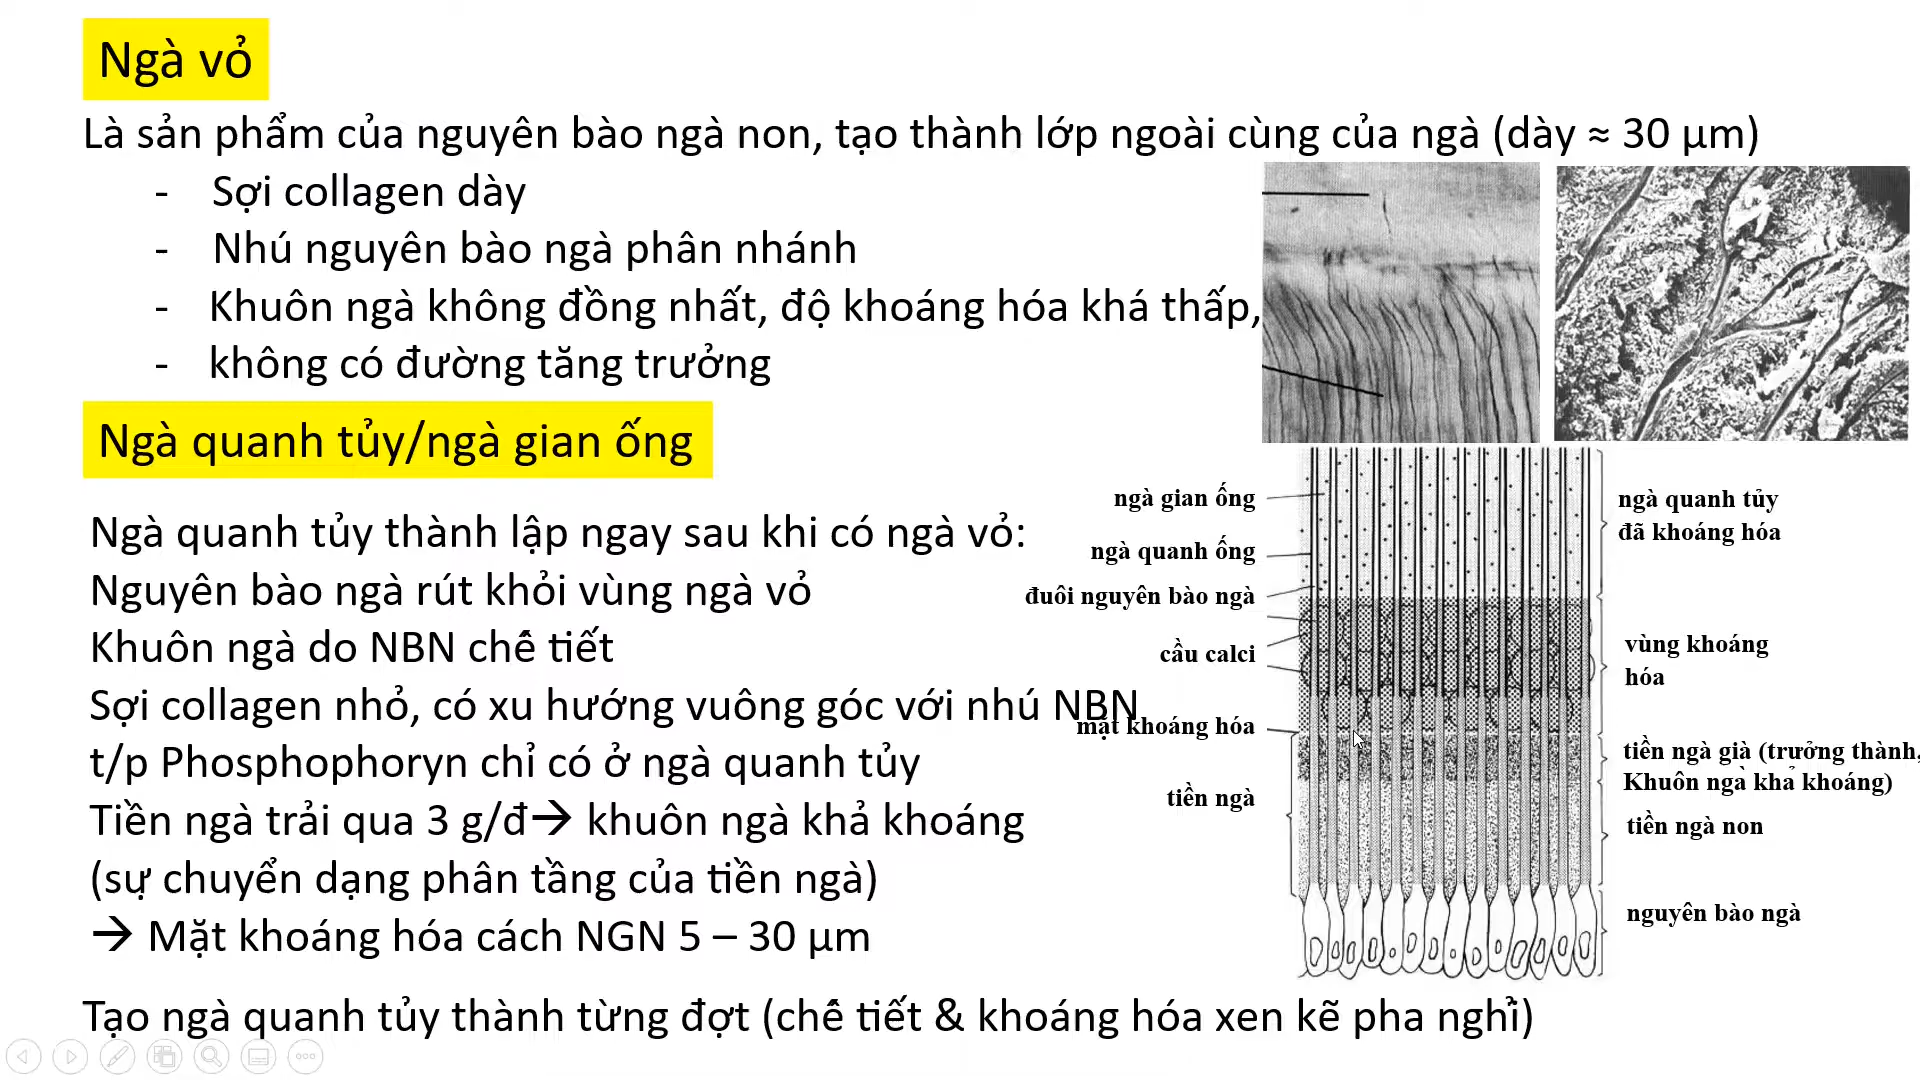 Ngà vỏ
Là sản phẩm của nguyên bào ngà non, tạo thành lớp ngoài cùng của ngà (dày ≈ 30 µm)
- Sợi collagen dày
- Nhú nguyên bào ngà phân nhánh
- Khuôn ngà không đồng nhất, độ khoáng hóa khá thấp,
- không có đường tăng trưởng
Ngà quanh tủy/ngà gian ống
Ngà quanh tủy thành lập ngay sau khi có ngà vỏ:
Nguyên bào ngà rút khỏi vùng ngà vỏ
Khuôn ngà do NBN chế tiết
Sợi collagen nhỏ, có xu hướng vuông góc với nhú NBN
t/p Phosphophoryn chỉ có ở ngà quanh tủy
Tiền ngà trải qua 3 g/đ→ khuôn ngà khả khoáng
(sự chuyển dạng phân tầng của tiền ngà)
→ Mặt khoáng hóa cách NGN 5 – 30 µm
Tạo ngà quanh tủy thành từng đợt (chế tiết & khoáng hóa xen kẽ pha nghỉ)
ngà gian ống
ngà quanh ống
đuôi nguyên bào ngà
cầu calci
mặt khoáng hóa
tiền ngà
ngà quanh tủy
đã khoáng hóa
vùng khoáng
hóa
tiền ngà già (trưởng thành,
Khuôn ngà khả khoáng)
tiền ngà non
nguyên bào ngà